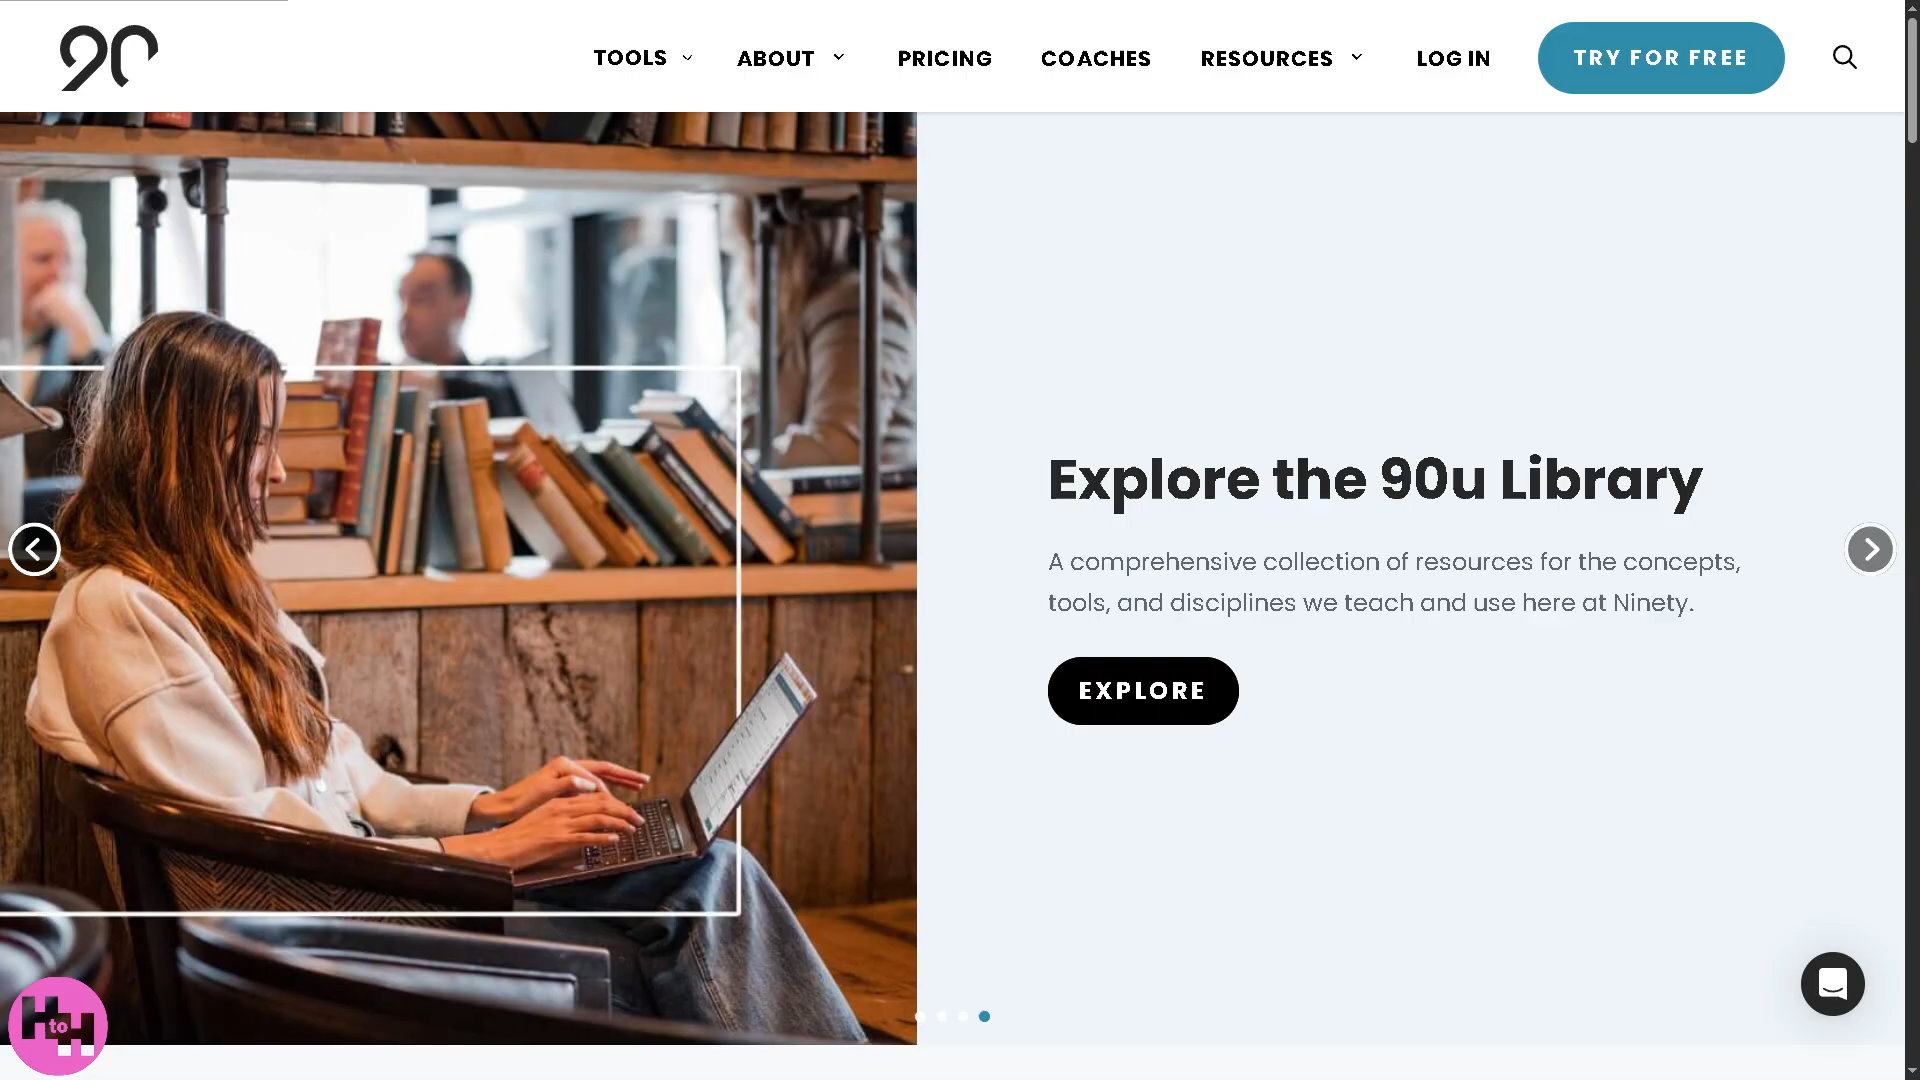 90
TOOLS
ABOUT
PRICING
COACHES
RESOURCES
LOG IN
TRY FOR FREE
Explore the 90u Library
A comprehensive collection of resources for the concepts,
tools, and disciplines we teach and use here at Ninety.
EXPLORE
H to H